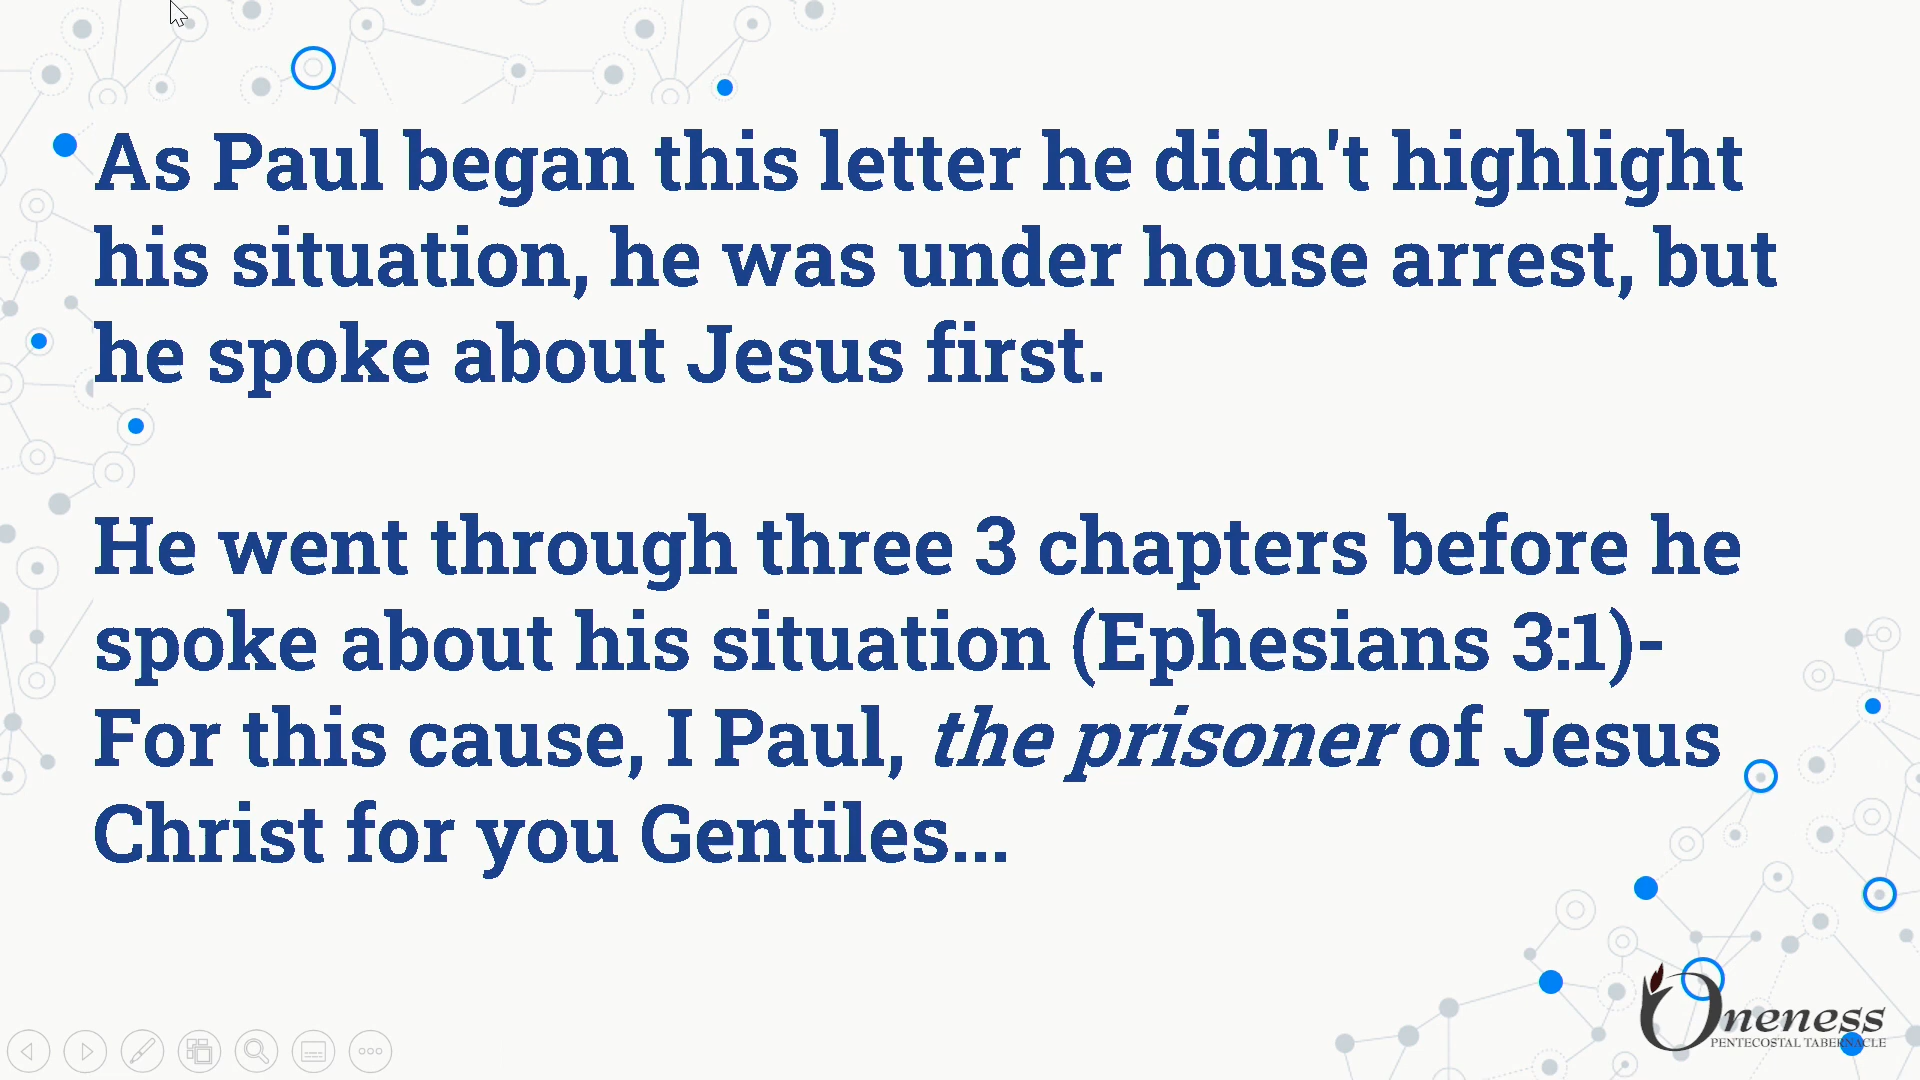 As Paul began this letter he didn't highlight
his situation, he was under house arrest, but
he spoke about Jesus first.
He went through three 3 chapters before he
spoke about his situation (Ephesians 3:1)-
For this cause, I Paul, the prisoner of Jesus
Christ for you Gentiles...
Oneness
PENTECOSTAL TABERNACLE